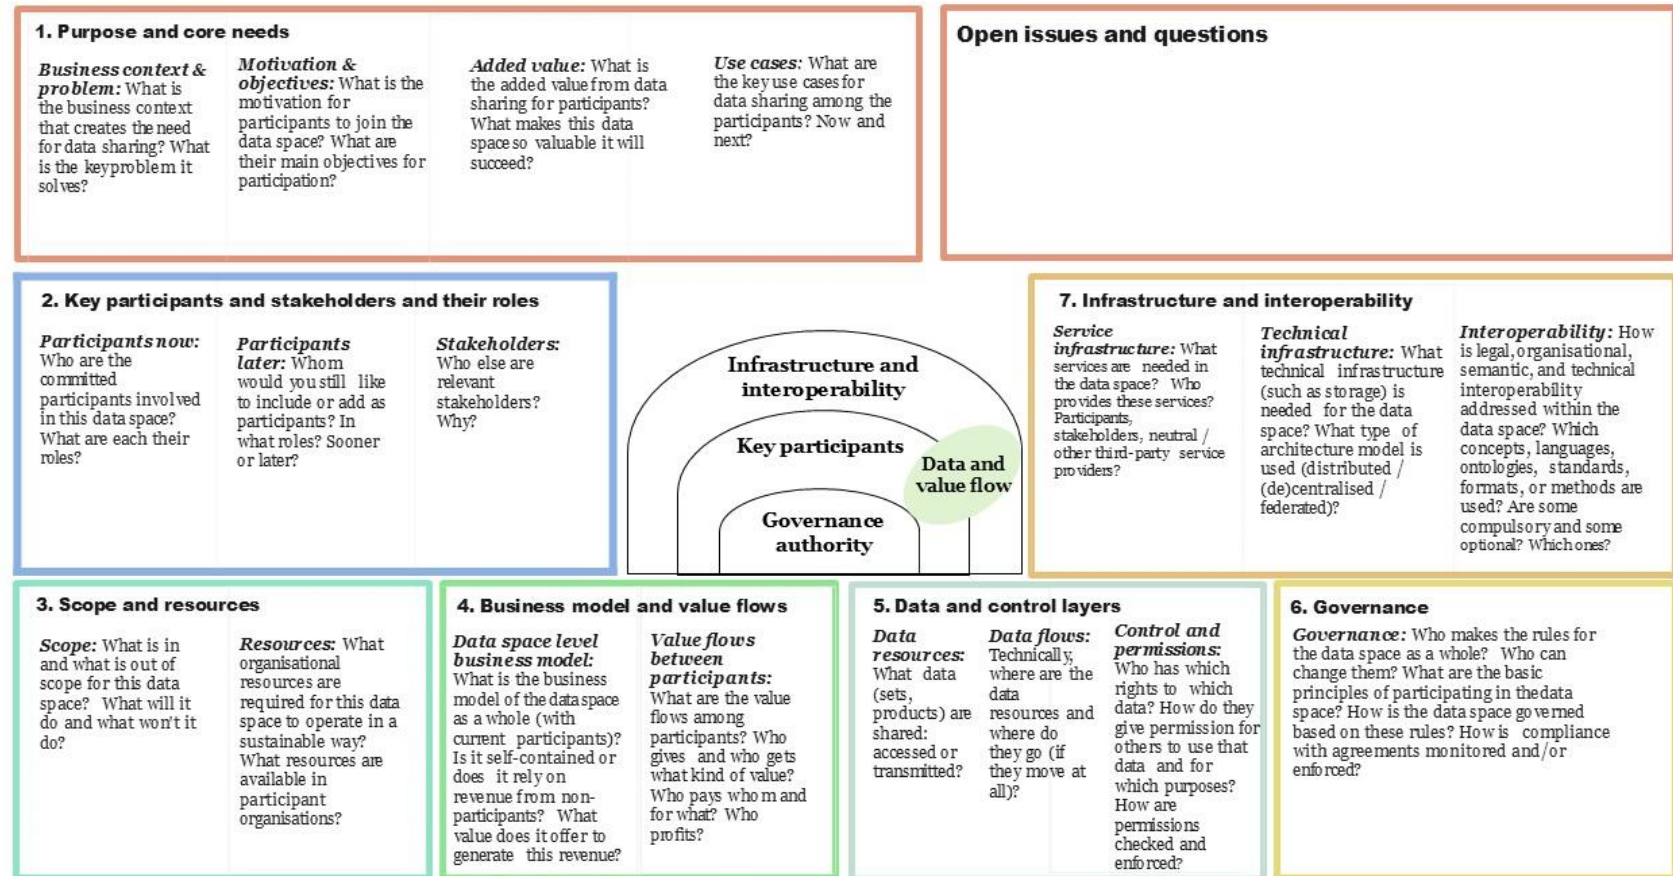 1. Purpose and core needs
Business context &
problem: What is
the business context
that creates the need
for data sharing? What
is the key problem it
solves?
Motivation &
objectives: What is the
motivation for
participants to join the
data space? What are
their main objectives for
participation?
Added value: What is
the added value from data
sharing for participants?
What makes this data
space so valuable it will
succeed?
Use cases: What are
the key use cases for
data sharing among the
participants? Now and
next?
Open issues and questions
2. Key participants and stakeholders and their roles
Participants now:
Who are the
committed
participants involved
in this data space?
What are each their
roles?
Participants
later: Whom
would you still like
to include or add as
participants? In
what roles? Sooner
or later?
Stakeholders:
Who else are
relevant
stakeholders?
Why?
Infrastructure and
interoperability
Key participants
Data and
value flow
Governance
authority
7. Infrastructure and interoperability
Service
infrastructure: What
services are needed in
the data space? Who
provides these services?
Participants,
stakeholders, neutral /
other third-party service
providers?
Technical
infrastructure: What
technical infrastructure
(such as storage) is
needed for the data
space? What type of
architecture model is
used (distributed /
(de)centralised /
federated)?
Interoperability: How
is legal, organisational,
semantic, and technical
interoperability
addressed within the
data space? Which
concepts, languages,
ontologies, standards,
formats, or methods are
used? Are some
compulsory and some
optional? Which ones?
3. Scope and resources
Scope: What is in
and what is out of
scope for this data
space? What will it
do and what won't it
do?
Resources: What
organisational
resources are
required for this data
space to operate in a
sustainable way?
What resources are
available in
participant
organisations?
4. Business model and value flows
Data space level
business model:
What is the business
model of the data space
as a whole (with
current participants)?
Is it self-contained or
does it rely on
revenue from non-
participants? What
value does it offer to
generate this revenue?
Value flows
between
participants:
What are the value
flows among
participants? Who
gives and who gets
what kind of value?
Who pays whom and
for what? Who
profits?
5. Data and control layers
Data
resources:
What data
(sets,
products) are
shared:
accessed or
transmitted?
Data flows:
Technically,
where are the
data
resources and
where do
they go (if
they move at
all)?
Control and
permissions:
Who has which
rights to which
data? How do they
give permission for
others to use that
data and for
which purposes?
How are
permissions
checked and
enforced?
6. Governance
Governance: Who makes the rules for
the data space as a whole? Who can
change them? What are the basic
principles of participating in the data
space? How is the data space governed
based on these rules? How is compliance
with agreements monitored and/or
enforced?